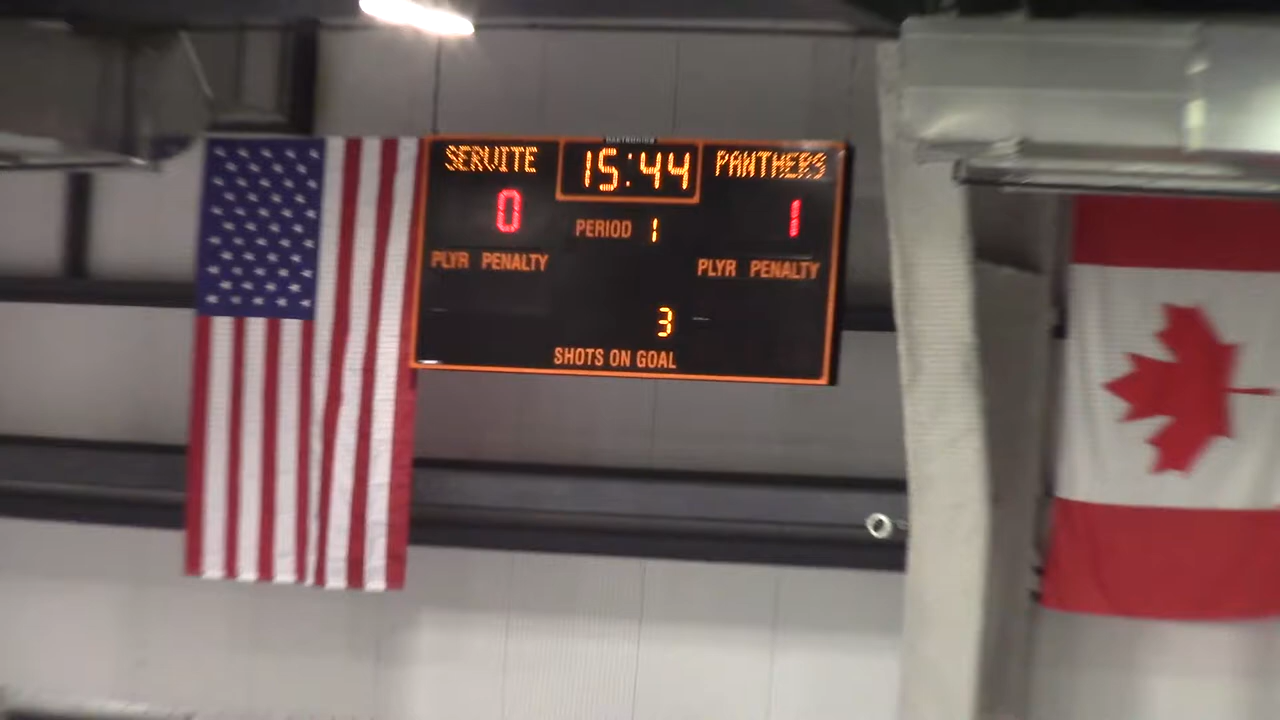 SERVITE 15:44 PANTHERS
0 PERIOD 1 1
PLYR PENALTY PLYR PENALTY
3
SHOTS ON GOAL